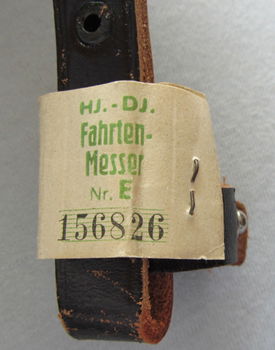 HJ.-DJ.
Fahrten-
Messer
Nr. E
156826